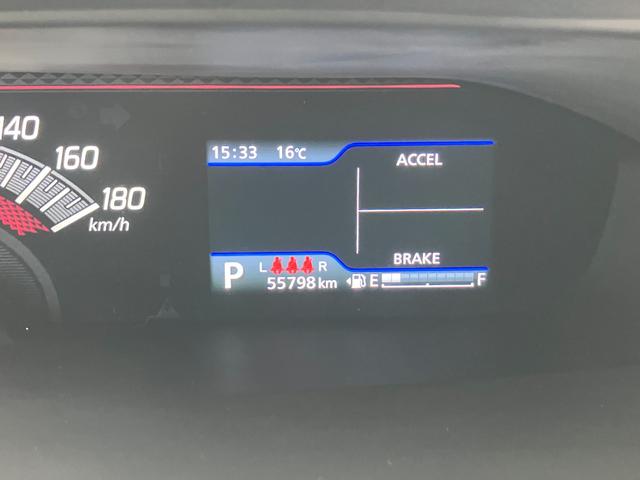 140
160
180
km/h
15:33 16℃ ACCEL
BRAKE
P L R
55798 km E F